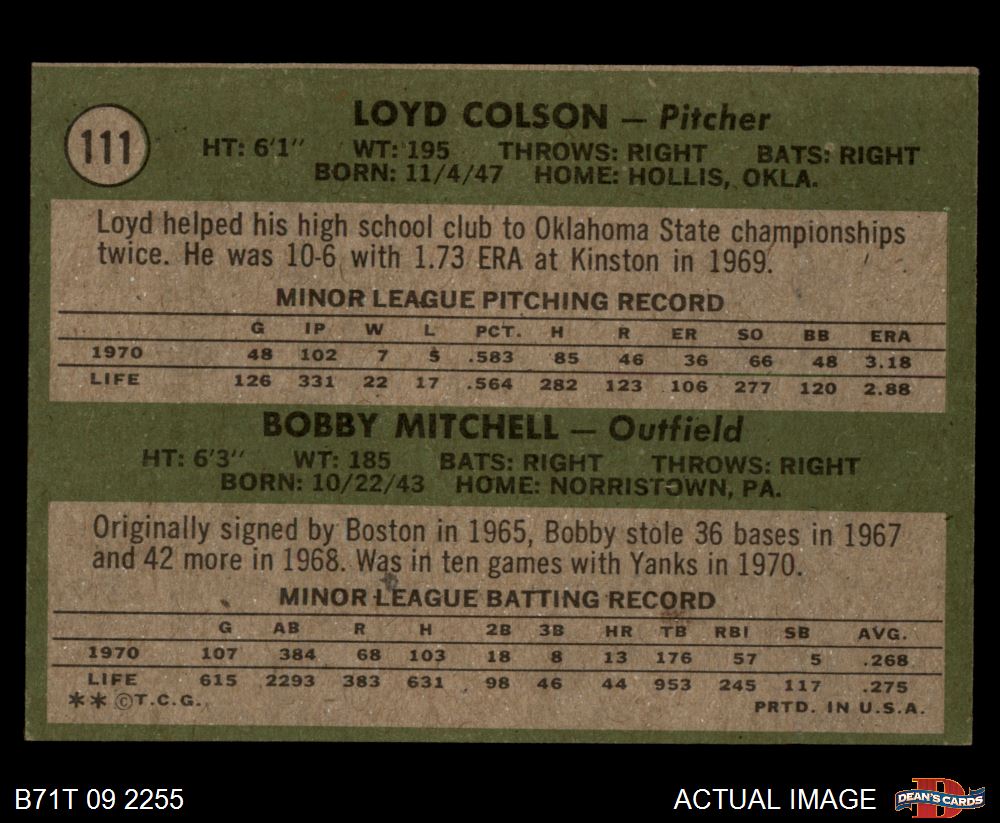 111
LOYD COLSON — Pitcher
HT: 6'1" WT: 195 THROWS: RIGHT BATS: RIGHT
BORN: 11/4/47 HOME: HOLLIS, OKLA.
Loyd helped his high school club to Oklahoma State championships
twice. He was 10-6 with 1.73 ERA at Kinston in 1969.
MINOR LEAGUE PITCHING RECORD
G IP W L PCT. H R ER SO BB ERA
1970 48 102 7 5 .583 85 46 36 66 48 3.18
LIFE 126 331 22 17 .564 282 123 106 277 120 2.88
BOBBY MITCHELL — Outfield
HT: 6'3" WT: 185 BATS: RIGHT THROWS: RIGHT
BORN: 10/22/43 HOME: NORRISTOWN, PA.
Originally signed by Boston in 1965, Bobby stole 36 bases in 1967
and 42 more in 1968. Was in ten games with Yanks in 1970.
MINOR LEAGUE BATTING RECORD
G AB R H 2B 3B HR TB RBI SB AVG.
1970 107 384 68 103 18 8 13 176 57 5 .268
LIFE 615 2293 383 631 98 46 44 953 245 117 .275
** ©T.C.G. PRTD. IN U.S.A.
B71T 09 2255 ACTUAL IMAGE D DEAN'S CARDS